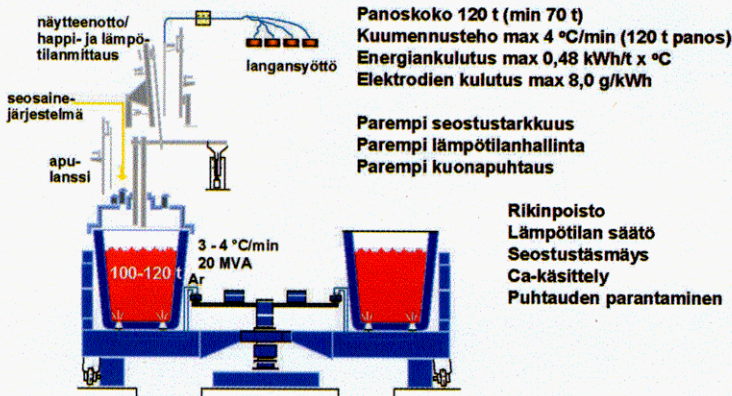 näytteenotto/
happi- ja lämpö-
tilanmittaus
langansyöttö
seosaine-
järjestelmä
apu-
lanssi
3 - 4 °C/min
20 MVA
100-120 t
Ar
Panoskoko 120 t (min 70 t)
Kuumennusteho max 4 °C/min (120 t panos)
Energiankulutus max 0,48 kWh/t x °C
Elektrodien kulutus max 8,0 g/kWh
Parempi seostustarkkuus
Parempi lämpötilanhallinta
Parempi kuonapuhtaus
Rikinpoisto
Lämpötilan säätö
Seostustäsmäys
Ca-käsittely
Puhtauden parantaminen